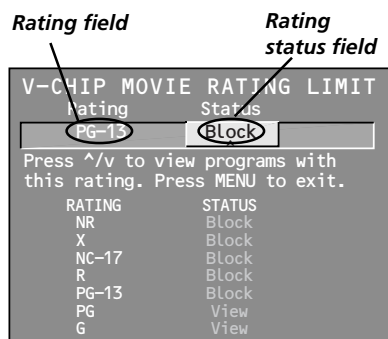 Rating field
Rating
status field
V-CHIP MOVIE RATING LIMIT
Rating Status
PG-13 Block
Press ^/v to view programs with
this rating. Press MENU to exit.
RATING STATUS
NR Block
X Block
NC-17 Block
R Block
PG-13 Block
PG View
G View